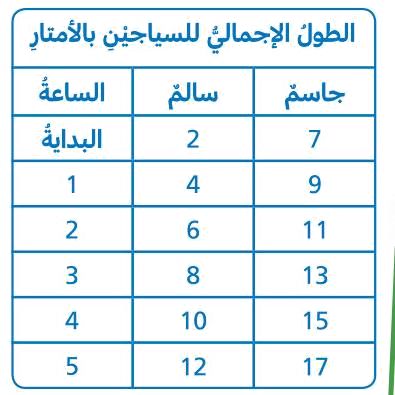 الطولُ الإجماليُّ للسياجيْنِ بالأمتارِ
جاسمٌ سالمٌ الساعةُ
7 2 البدايةُ
9 4 1
11 6 2
13 8 3
15 10 4
17 12 5